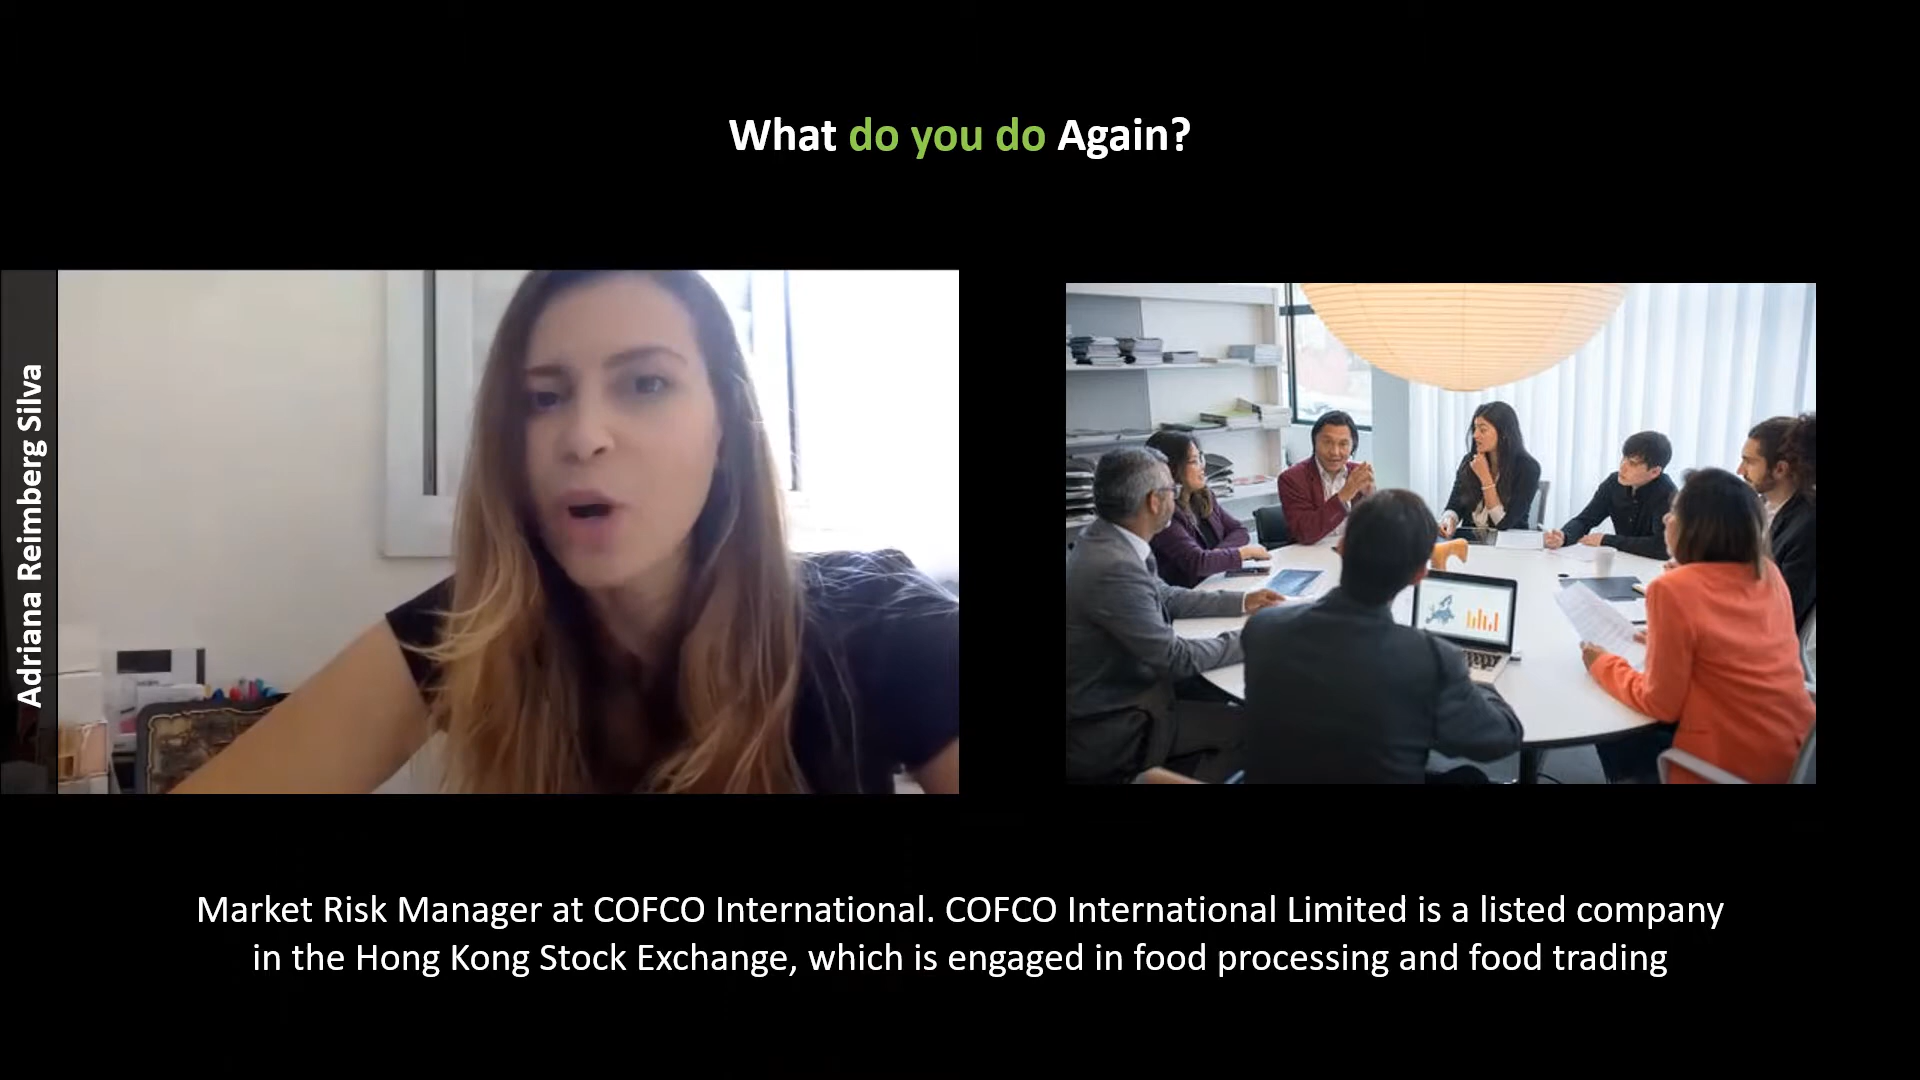 What do you do Again?
Adriana Reimberg Silva
Market Risk Manager at COFCO International. COFCO International Limited is a listed company
in the Hong Kong Stock Exchange, which is engaged in food processing and food trading